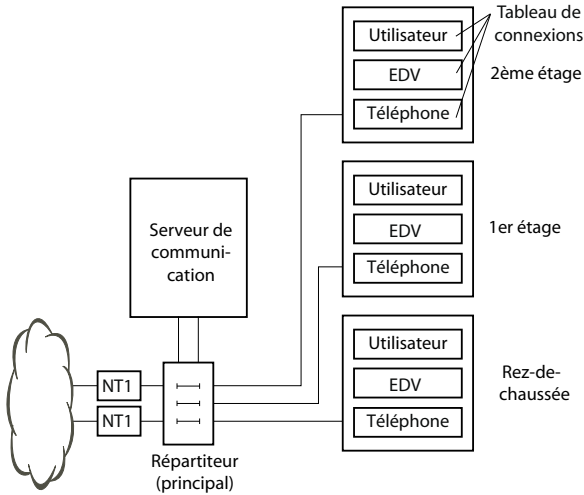 Utilisateur
EDV
Téléphone
Tableau de
connexions
2ème étage
Utilisateur
EDV
Téléphone
1er étage
Serveur de
communi-
cation
Utilisateur
EDV
Téléphone
Rez-de-
chaussée
NT1
NT1
Répartiteur
(principal)